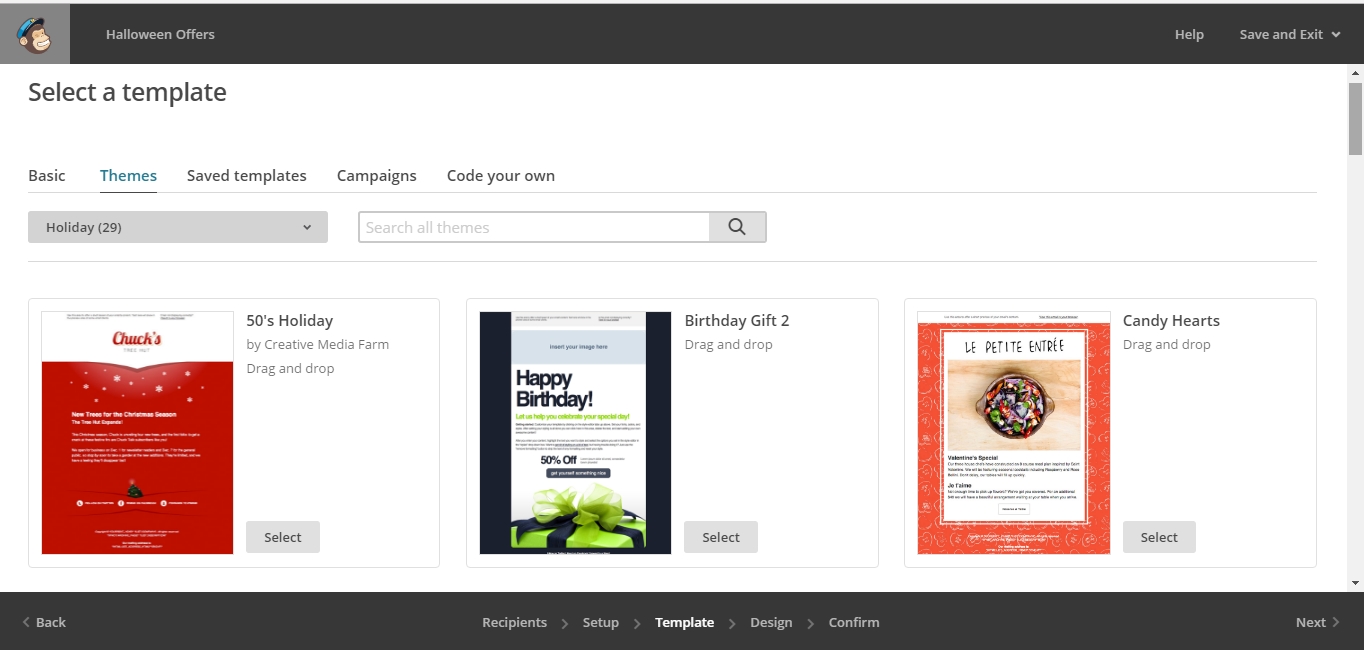 Halloween Offers
Help
Save and Exit
Select a template
Basic
Themes
Saved templates
Campaigns
Code your own
Holiday (29)
Search all themes
Chuck's
TREE HUT
New Trees for the Christmas Season
The Tree Hut Expands!
50's Holiday
by Creative Media Farm
Drag and drop
Select
insert your image here
Happy
Birthday!
Let us help you celebrate your special day!
50% Off
get yourself something nice
Birthday Gift 2
Drag and drop
Select
LE PETITE ENTRÉE
Valentine's Special
Je t'aime
Candy Hearts
Drag and drop
Select
Back
Recipients
Setup
Template
Design
Confirm
Next